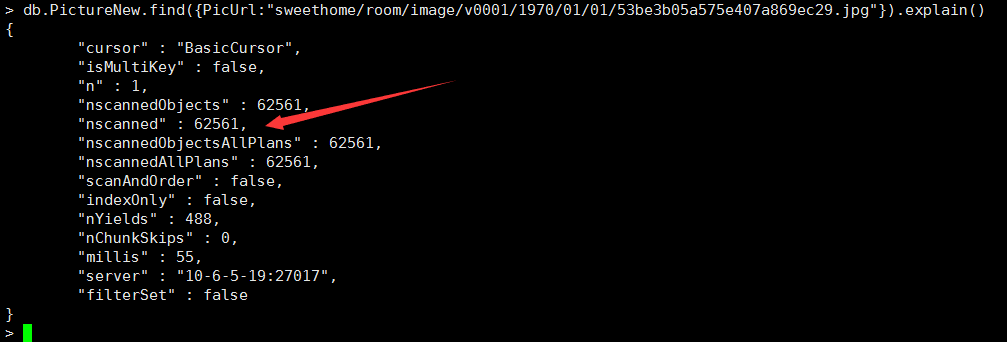 > db.PictureNew.find({PicUrl:"sweethome/room/image/v0001/1970/01/01/53be3b05a575e407a869ec29.jpg"}).explain()
{
        "cursor" : "BasicCursor",
        "isMultiKey" : false,
        "n" : 1,
        "nscannedObjects" : 62561,
        "nscanned" : 62561,
        "nscannedObjectsAllPlans" : 62561,
        "nscannedAllPlans" : 62561,
        "scanAndOrder" : false,
        "indexOnly" : false,
        "nYields" : 488,
        "nChunkSkips" : 0,
        "millis" : 55,
        "server" : "10-6-5-19:27017",
        "filterSet" : false
}
>